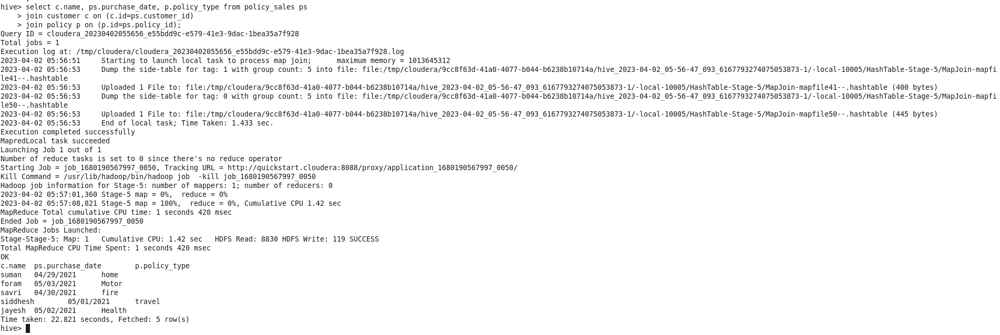 hive> select c.name, ps.purchase_date, p.policy_type from policy_sales ps
    > join customer c on (c.id=ps.customer_id)
    > join policy p on (p.id=ps.policy_id);
Query ID = cloudera_20230402055656_e55bdd9c-e579-41e3-9dac-1bea35a7f928
Total jobs = 1
Execution log at: /tmp/cloudera/cloudera_20230402055656_e55bdd9c-e579-41e3-9dac-1bea35a7f928.log
2023-04-02 05:56:51     Starting to launch local task to process map join;      maximum memory = 1013645312
2023-04-02 05:56:53     Dump the side-table for tag: 1 with group count: 5 into file: file:/tmp/cloudera/9cc8f63d-41a0-4077-b044-b6238b10714a/hive_2023-04-02_05-56-47_093_6167793274075053873-1/-local-10005/HashTable-Stage-5/MapJoin-mapfi
le41--.hashtable
2023-04-02 05:56:53     Uploaded 1 File to: file:/tmp/cloudera/9cc8f63d-41a0-4077-b044-b6238b10714a/hive_2023-04-02_05-56-47_093_6167793274075053873-1/-local-10005/HashTable-Stage-5/MapJoin-mapfile41--.hashtable (400 bytes)
2023-04-02 05:56:53     Dump the side-table for tag: 0 with group count: 5 into file: file:/tmp/cloudera/9cc8f63d-41a0-4077-b044-b6238b10714a/hive_2023-04-02_05-56-47_093_6167793274075053873-1/-local-10005/HashTable-Stage-5/MapJoin-mapfi
le50--.hashtable
2023-04-02 05:56:53     Uploaded 1 File to: file:/tmp/cloudera/9cc8f63d-41a0-4077-b044-b6238b10714a/hive_2023-04-02_05-56-47_093_6167793274075053873-1/-local-10005/HashTable-Stage-5/MapJoin-mapfile50--.hashtable (445 bytes)
2023-04-02 05:56:53     End of local task; Time Taken: 1.433 sec.
Execution completed successfully
MapredLocal task succeeded
Launching Job 1 out of 1
Number of reduce tasks is set to 0 since there's no reduce operator
Starting Job = job_1680190567997_0050, Tracking URL = http://quickstart.cloudera:8088/proxy/application_1680190567997_0050/
Kill Command = /usr/lib/hadoop/bin/hadoop job  -kill job_1680190567997_0050
Hadoop job information for Stage-5: number of mappers: 1; number of reducers: 0
2023-04-02 05:57:01,360 Stage-5 map = 0%,  reduce = 0%
2023-04-02 05:57:08,821 Stage-5 map = 100%,  reduce = 0%, Cumulative CPU 1.42 sec
MapReduce Total cumulative CPU time: 1 seconds 420 msec
Ended Job = job_1680190567997_0050
MapReduce Jobs Launched:
Stage-Stage-5: Map: 1   Cumulative CPU: 1.42 sec   HDFS Read: 8830 HDFS Write: 119 SUCCESS
Total MapReduce CPU Time Spent: 1 seconds 420 msec
OK
c.name  ps.purchase_date        p.policy_type
suman   04/29/2021      home
foram   05/03/2021      Motor
savri   04/30/2021      fire
siddhesh        05/01/2021      travel
jayesh  05/02/2021      Health
Time taken: 22.821 seconds, Fetched: 5 row(s)
hive>